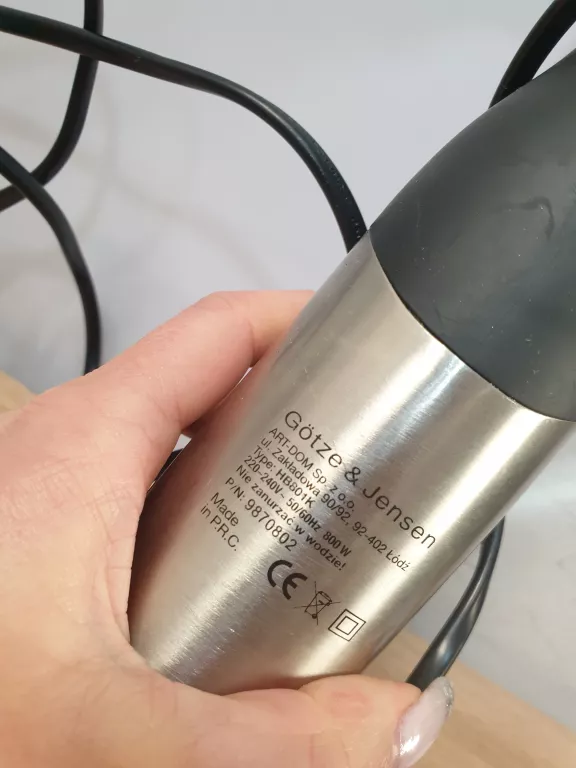 Götze & Jensen
ART-DOM Sp. z o.o.
ul. Zakładowa 90/92, 92-402 Łódź
Type: HB801K
220-240V~ 50/60Hz 800W
Nie zanurzać w wodzie!
P/N: 9870802
Made
in P.R.C.
CE